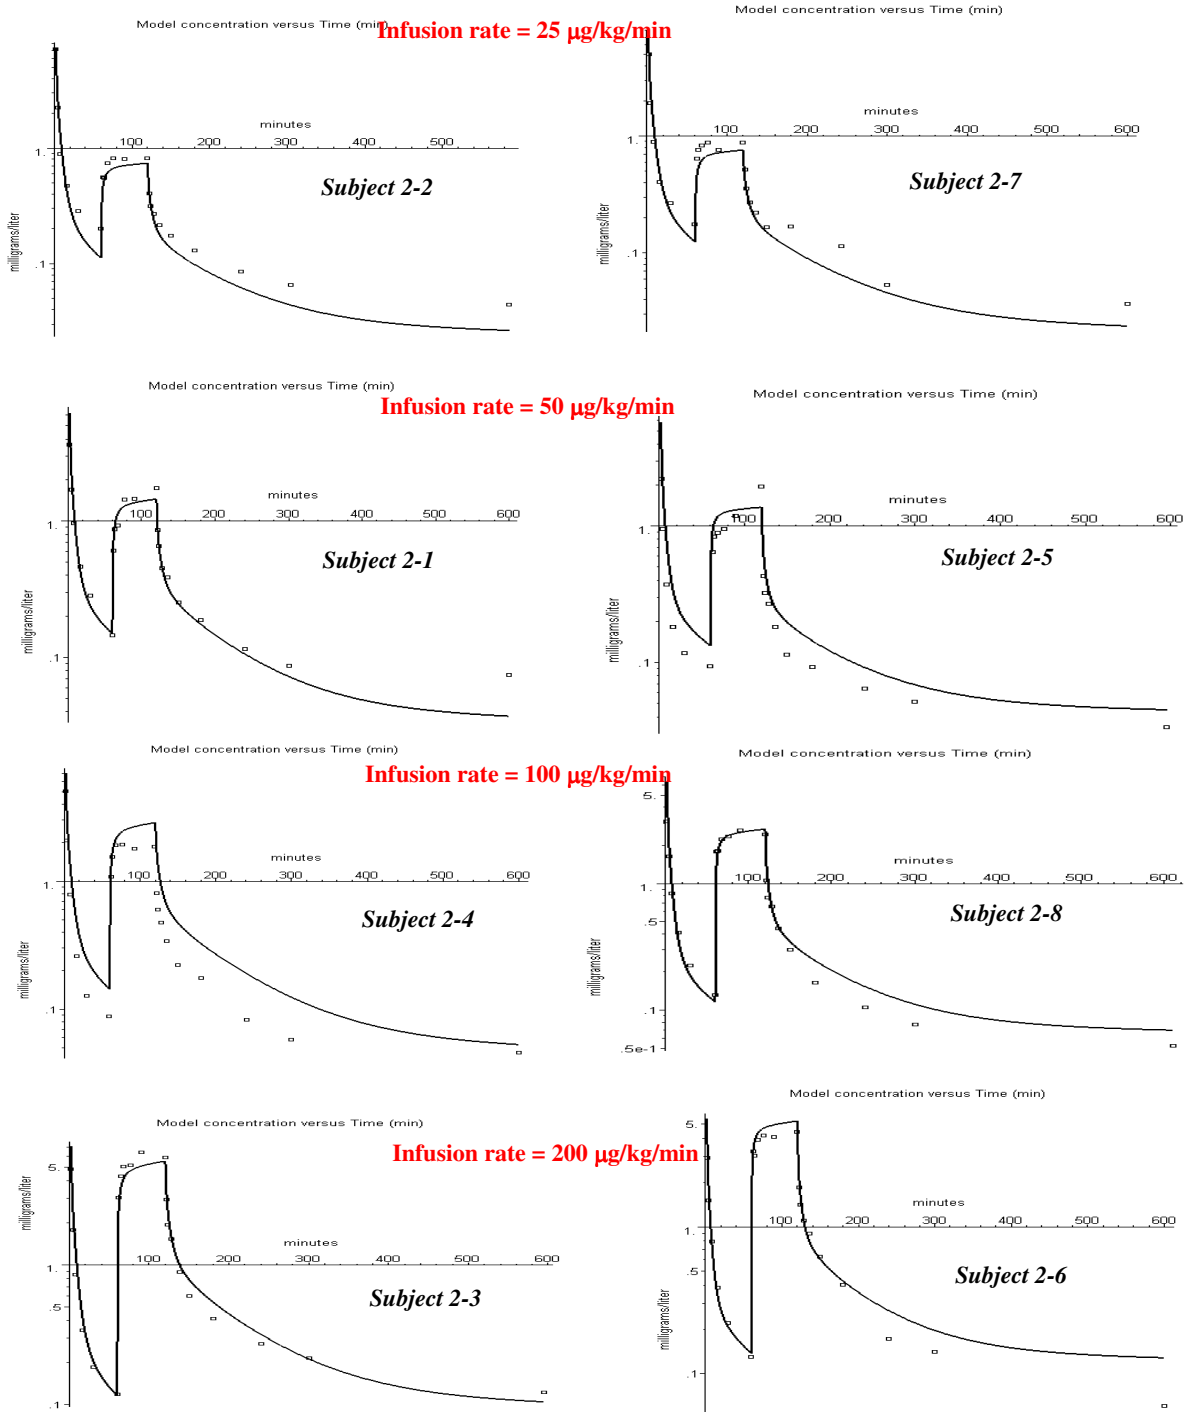 Model concentration versus Time (min)
Model concentration versus Time (min)
Infusion rate = 25 µg/kg/min
minutes
100 200 300 400 500
1.
.1
milligrams/liter
Subject 2-2
minutes
100 200 300 400 500 600
1.
.1
milligrams/liter
Subject 2-7
Model concentration versus Time (min)
Model concentration versus Time (min)
Infusion rate = 50 µg/kg/min
minutes
100 200 300 400 500 600
1.
.1
milligrams/liter
Subject 2-1
minutes
100 200 300 400 500 600
1.
.1
milligrams/liter
Subject 2-5
Model concentration versus Time (min)
Model concentration versus Time (min)
Infusion rate = 100 µg/kg/min
minutes
100 200 300 400 500 600
1.
.1
milligrams/liter
Subject 2-4
5.
minutes
100 200 300 400 500 600
1.
.5
.1
.5e-1
milligrams/liter
Subject 2-8
Model concentration versus Time (min)
Model concentration versus Time (min)
Infusion rate = 200 µg/kg/min
5.
minutes
100 200 300 400 500 600
1.
.5
.1
milligrams/liter
Subject 2-3
5.
minutes
100 200 300 400 500 600
1.
.5
.1
milligrams/liter
Subject 2-6